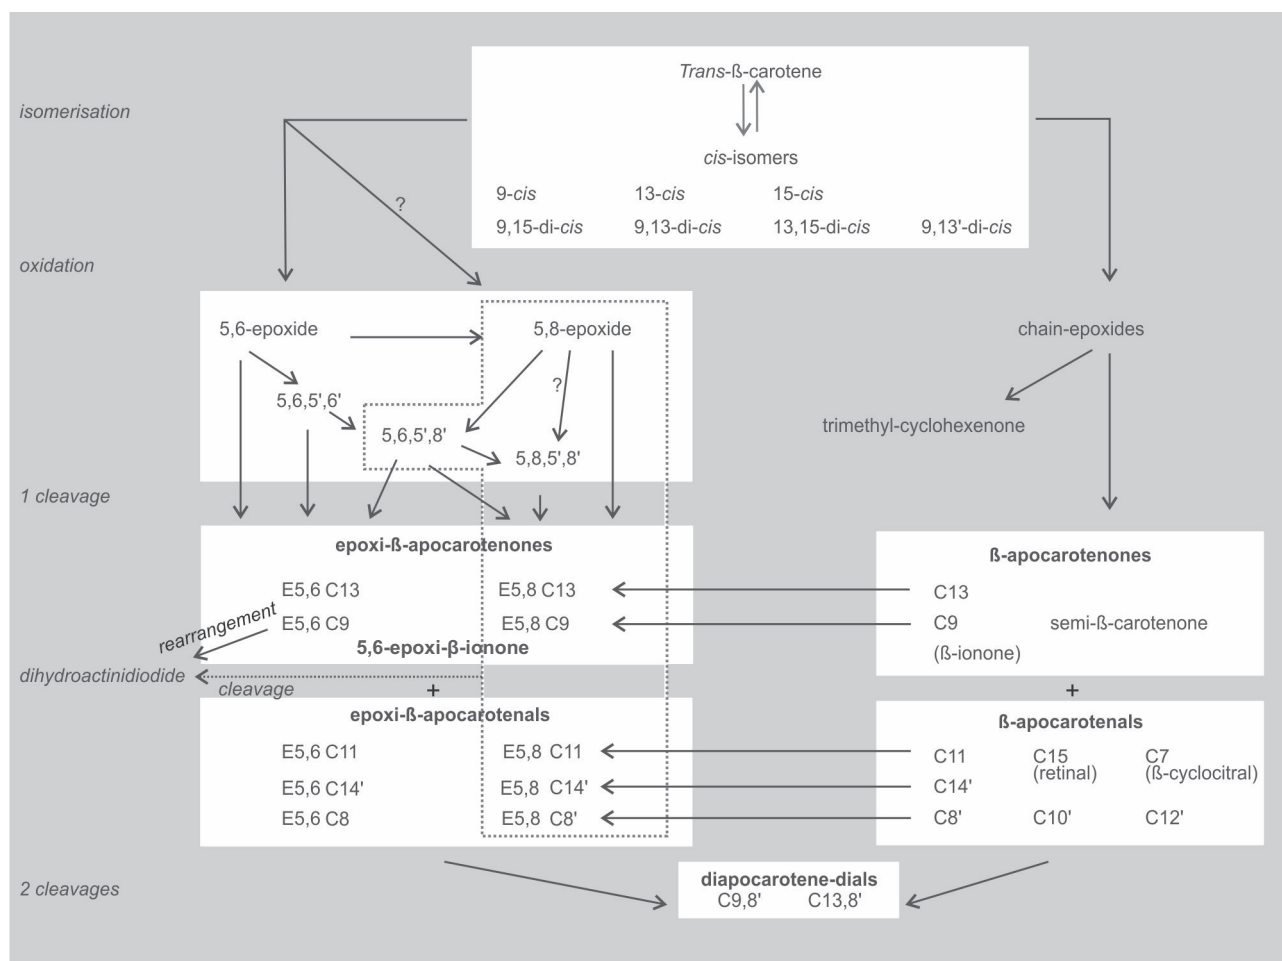 Trans-ß-carotene
isomerisation
cis-isomers
9-cis 13-cis 15-cis
?
9,15-di-cis 9,13-di-cis 13,15-di-cis 9,13'-di-cis
oxidation
5,6-epoxide 5,8-epoxide chain-epoxides
?
5,6,5',6'
trimethyl-cyclohexenone
5,6,5',8'
5,8,5',8'
1 cleavage
epoxi-ß-apocarotenones ß-apocarotenones
E5,6 C13 E5,8 C13 C13
E5,6 C9 E5,8 C9 C9 semi-ß-carotenone
rearrangement
5,6-epoxi-β-ionone (ß-ionone)
dihydroactinidiodide
cleavage + +
epoxi-ß-apocarotenals ß-apocarotenals
E5,6 C11 E5,8 C11 C11 C15 C7
(retinal) (ß-cyclocitral)
E5,6 C14' E5,8 C14' C14'
E5,6 C8 E5,8 C8' C8' C10' C12'
2 cleavages
diapocarotene-dials
C9,8' C13,8'